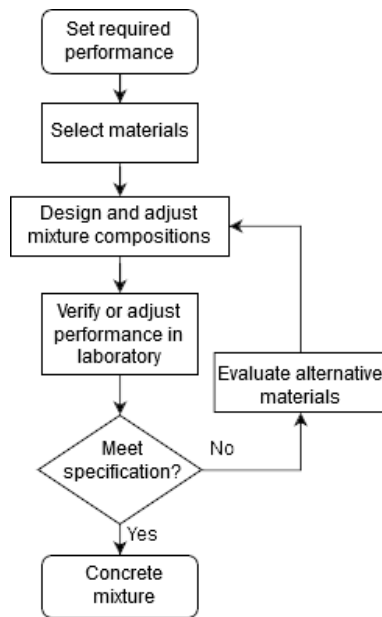 Set required
performance
Select materials
Design and adjust
mixture compositions
Verify or adjust
performance in
laboratory
Evaluate alternative
materials
Meet
specification?
No
Yes
Concrete
mixture